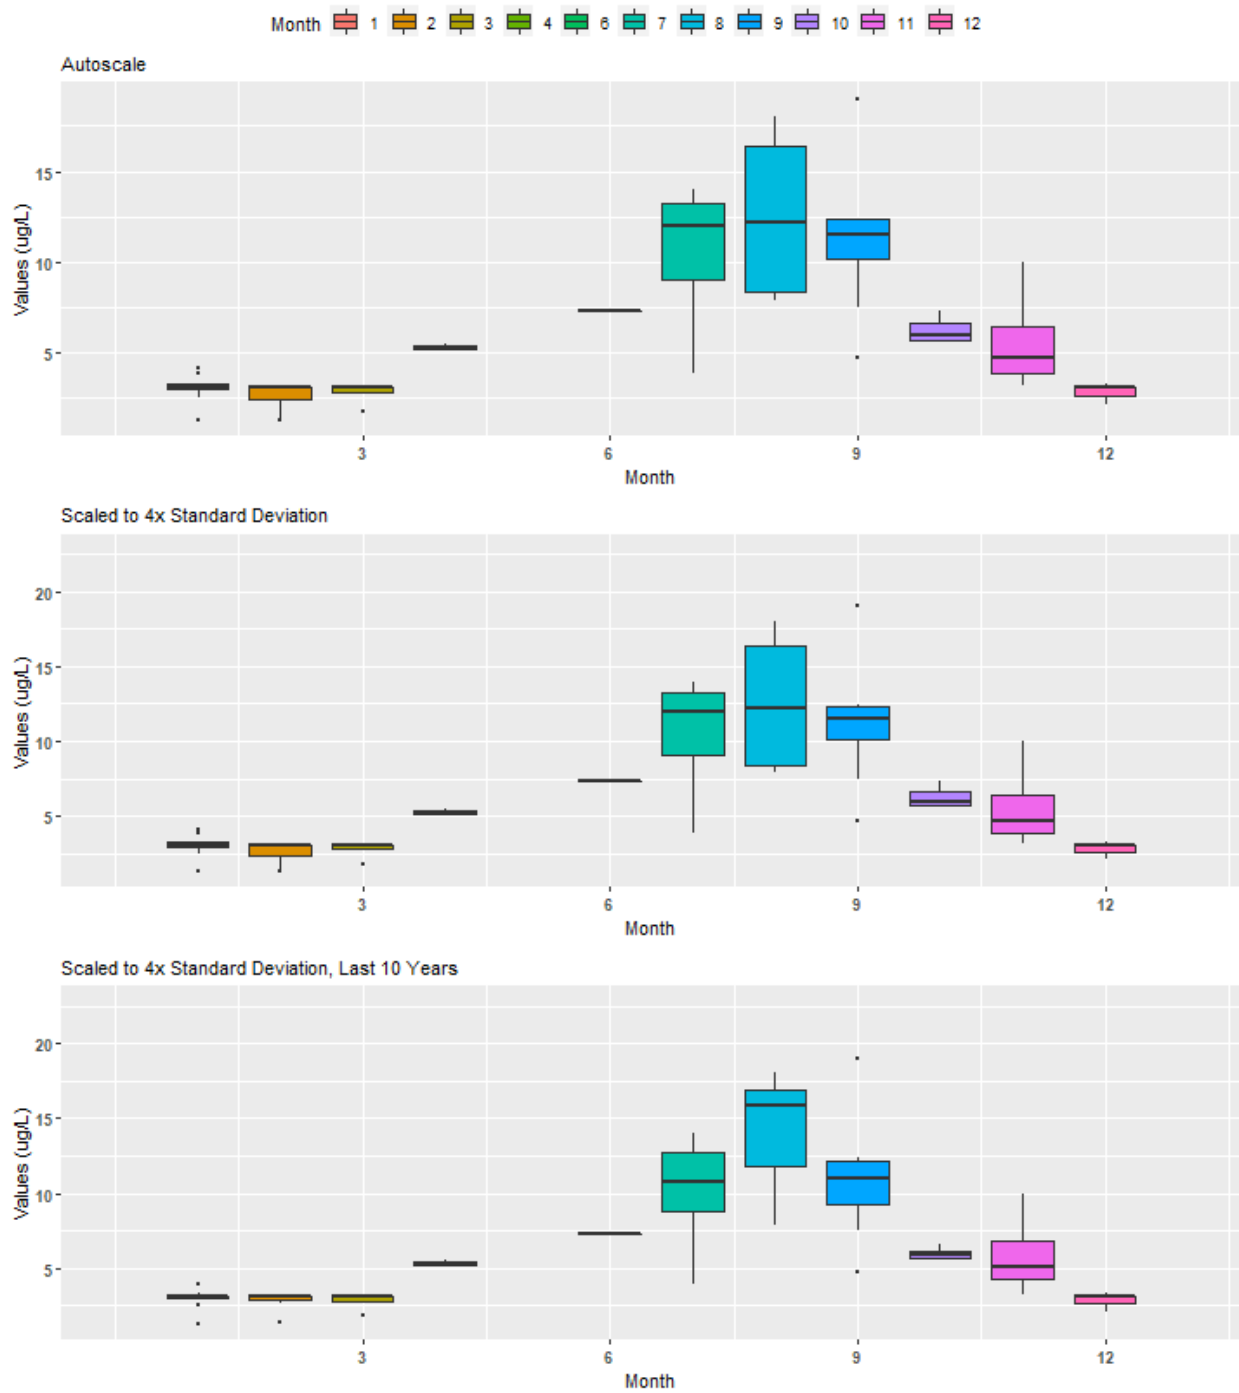 Month 1 2 3 4 6 7 8 9 10 11 12
Autoscale
Values (ug/L)
15
10
5
3 6 9 12
Month
Scaled to 4x Standard Deviation
Values (ug/L)
20
15
10
5
3 6 9 12
Month
Scaled to 4x Standard Deviation, Last 10 Years
Values (ug/L)
20
15
10
5
3 6 9 12
Month